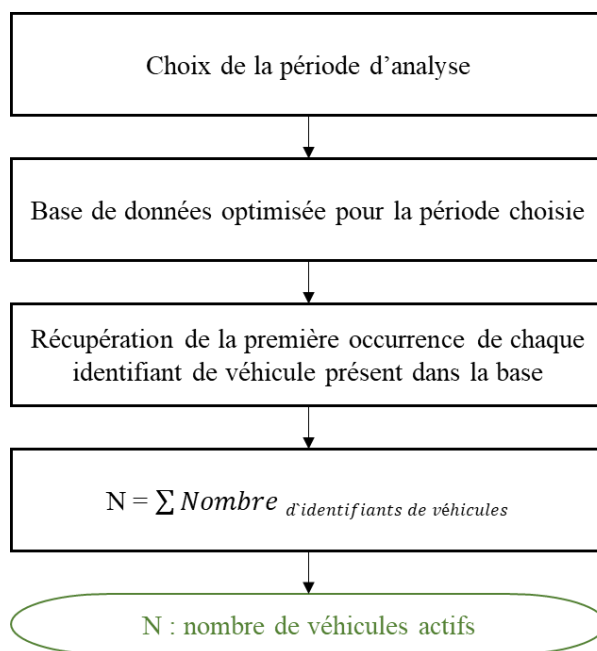 Choix de la période d’analyse
Base de données optimisée pour la période choisie
Récupération de la première occurrence de chaque
identifiant de véhicule présent dans la base
N = ∑ Nombre d`identifiants de véhicules
N : nombre de véhicules actifs